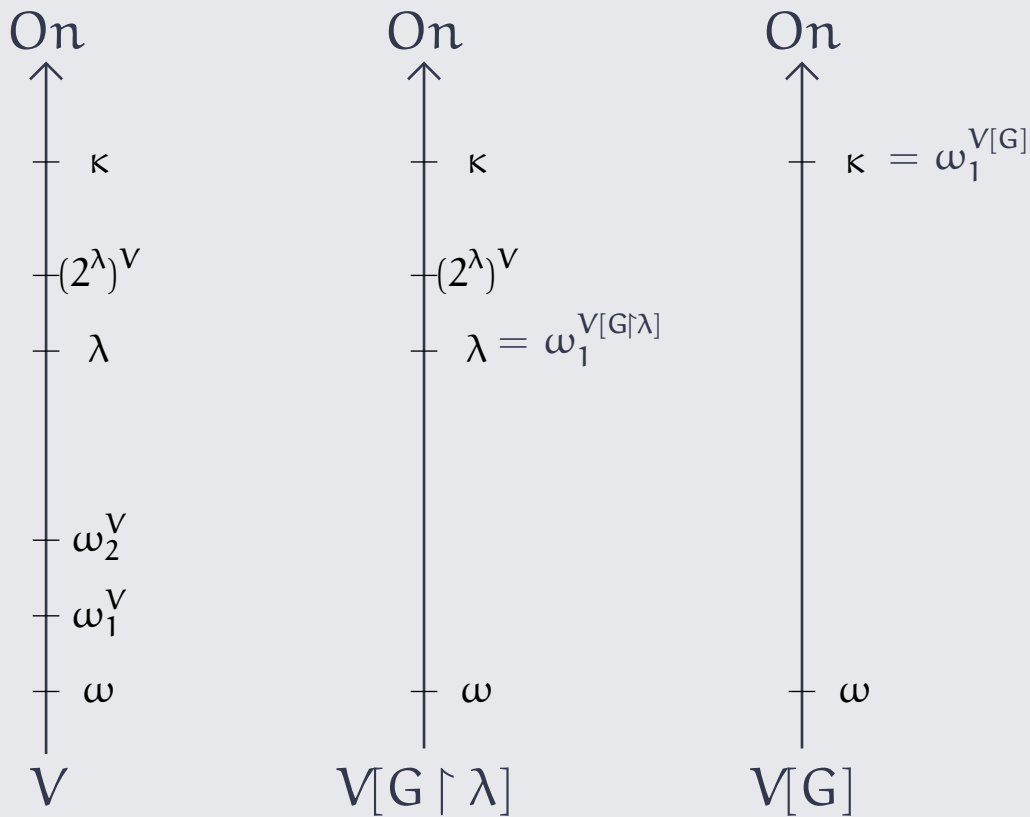 On On On
κ κ κ = ω₁^{V[G]}
(2^λ)^V (2^λ)^V
λ λ = ω₁^{V[G↾λ]}
ω₂^V
ω₁^V
ω ω ω
V V[G ↾ λ] V[G]